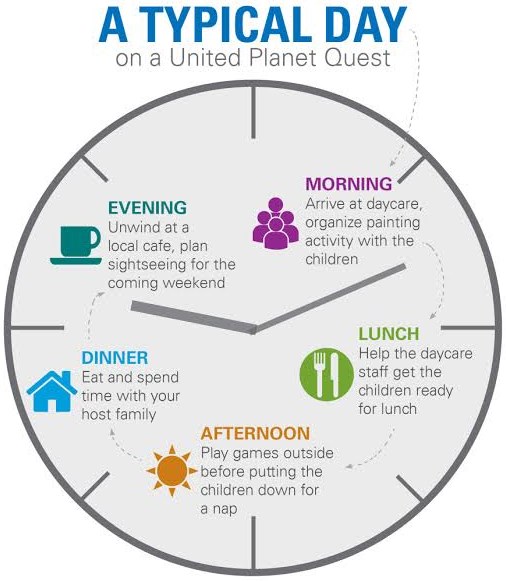 A TYPICAL DAY
on a United Planet Quest
MORNING
Arrive at daycare,
organize painting
activity with the
children
LUNCH
Help the daycare
staff get the
children ready
for lunch
AFTERNOON
Play games outside
before putting the
children down for
a nap
DINNER
Eat and spend
time with your
host family
EVENING
Unwind at a
local cafe, plan
sightseeing for the
coming weekend